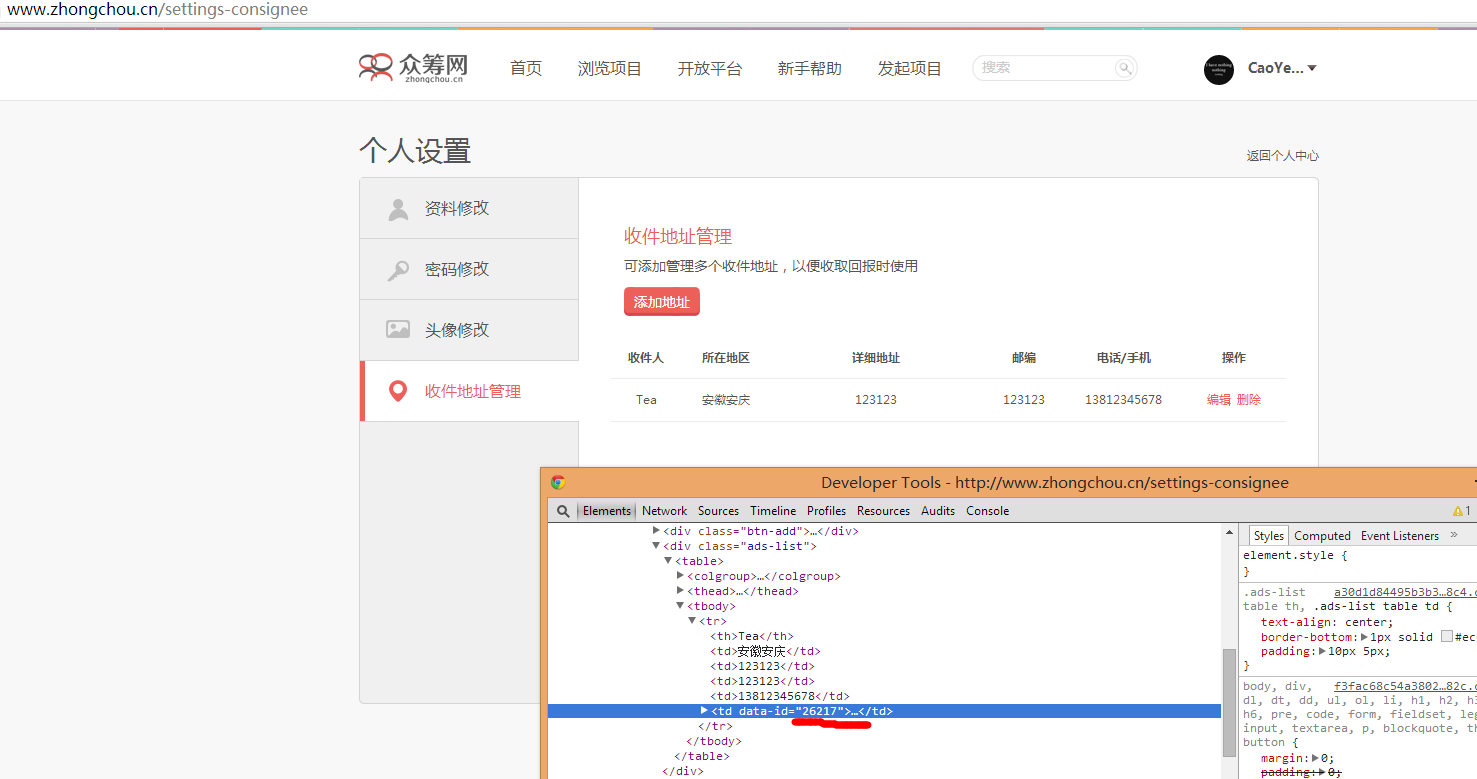 www.zhongchou.cn/settings-consignee
众筹网
zhongchou.cn
首页 浏览项目 开放平台 新手帮助 发起项目 搜索 CaoYe...
个人设置
返回个人中心
资料修改
密码修改
头像修改
收件地址管理
收件地址管理
可添加管理多个收件地址，以便收取回报时使用
添加地址
收件人 所在地区 详细地址 邮编 电话/手机 操作
Tea 安徽安庆 123123 123123 13812345678 编辑 删除
Developer Tools - http://www.zhongchou.cn/settings-consignee
Elements Network Sources Timeline Profiles Resources Audits Console 1
<div class="btn-add">…</div>
<div class="ads-list">
<table>
<colgroup>…</colgroup>
<thead>…</thead>
<tbody>
<tr>
<th>Tea</th>
<td>安徽安庆</td>
<td>123123</td>
<td>123123</td>
<td>13812345678</td>
<td data-id="26217">…</td>
</tr>
</tbody>
</table>
</div>
Styles Computed Event Listeners »
element.style {
}
.ads-list a30d1d84495b3b3…8c4.c
table th, .ads-list table td {
text-align: center;
border-bottom: 1px solid #ec
padding: 10px 5px;
}
body, div, f3fac68c54a3802…82c.c
dl, dt, dd, ul, ol, li, h1, h2, h3
h6, pre, code, form, fieldset, leg
input, textarea, p, blockquote, th
button {
margin: 0;
padding: 0;